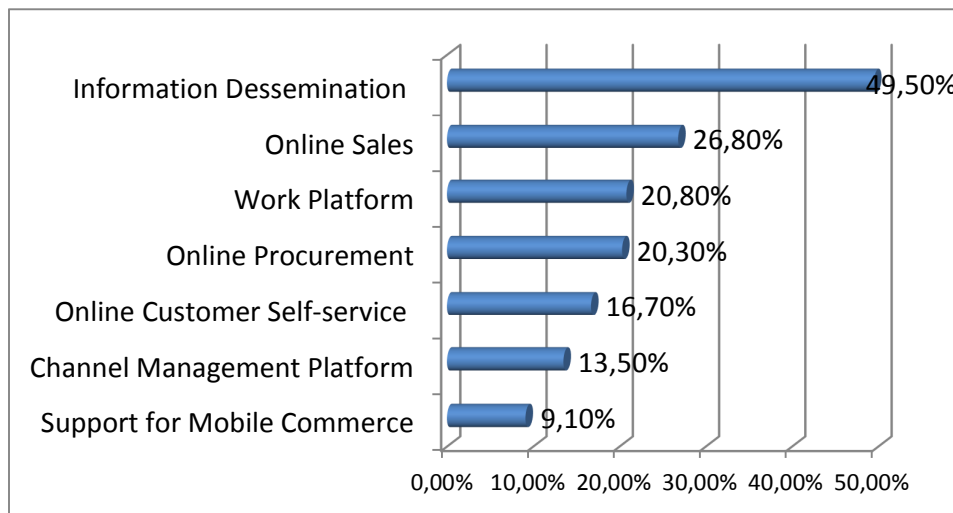 Information Dessemination
49,50%
Online Sales
26,80%
Work Platform
20,80%
Online Procurement
20,30%
Online Customer Self-service
16,70%
Channel Management Platform
13,50%
Support for Mobile Commerce
9,10%
0,00% 10,00% 20,00% 30,00% 40,00% 50,00%